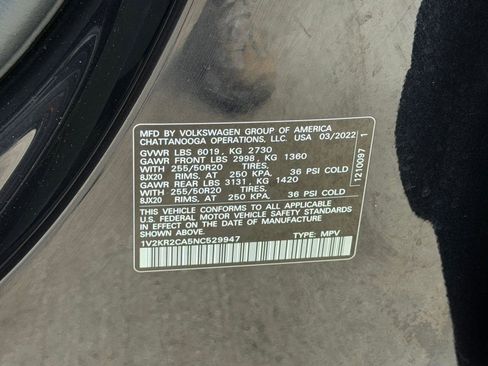 MFD BY VOLKSWAGEN GROUP OF AMERICA
CHATTANOOGA OPERATIONS, LLC. USA 03/2022
GVWR LBS 6019, KG 2730
GAWR FRONT LBS 2998, KG 1360
WITH 255/50R20 TIRES,
8JX20 RIMS, AT 250 KPA, 36 PSI COLD
GAWR REAR LBS 3131, KG 1420
WITH 255/50R20 TIRES,
8JX20 RIMS, AT 250 KPA, 36 PSI COLD
THIS VEHICLE CONFORMS TO ALL APPLICABLE
U.S. FEDERAL MOTOR VEHICLE SAFETY STANDARDS
IN EFFECT ON THE DATE OF
MANUFACTURE SHOWN ABOVE.
1V2KR2CA5NC529947 TYPE: MPV
1210097 1